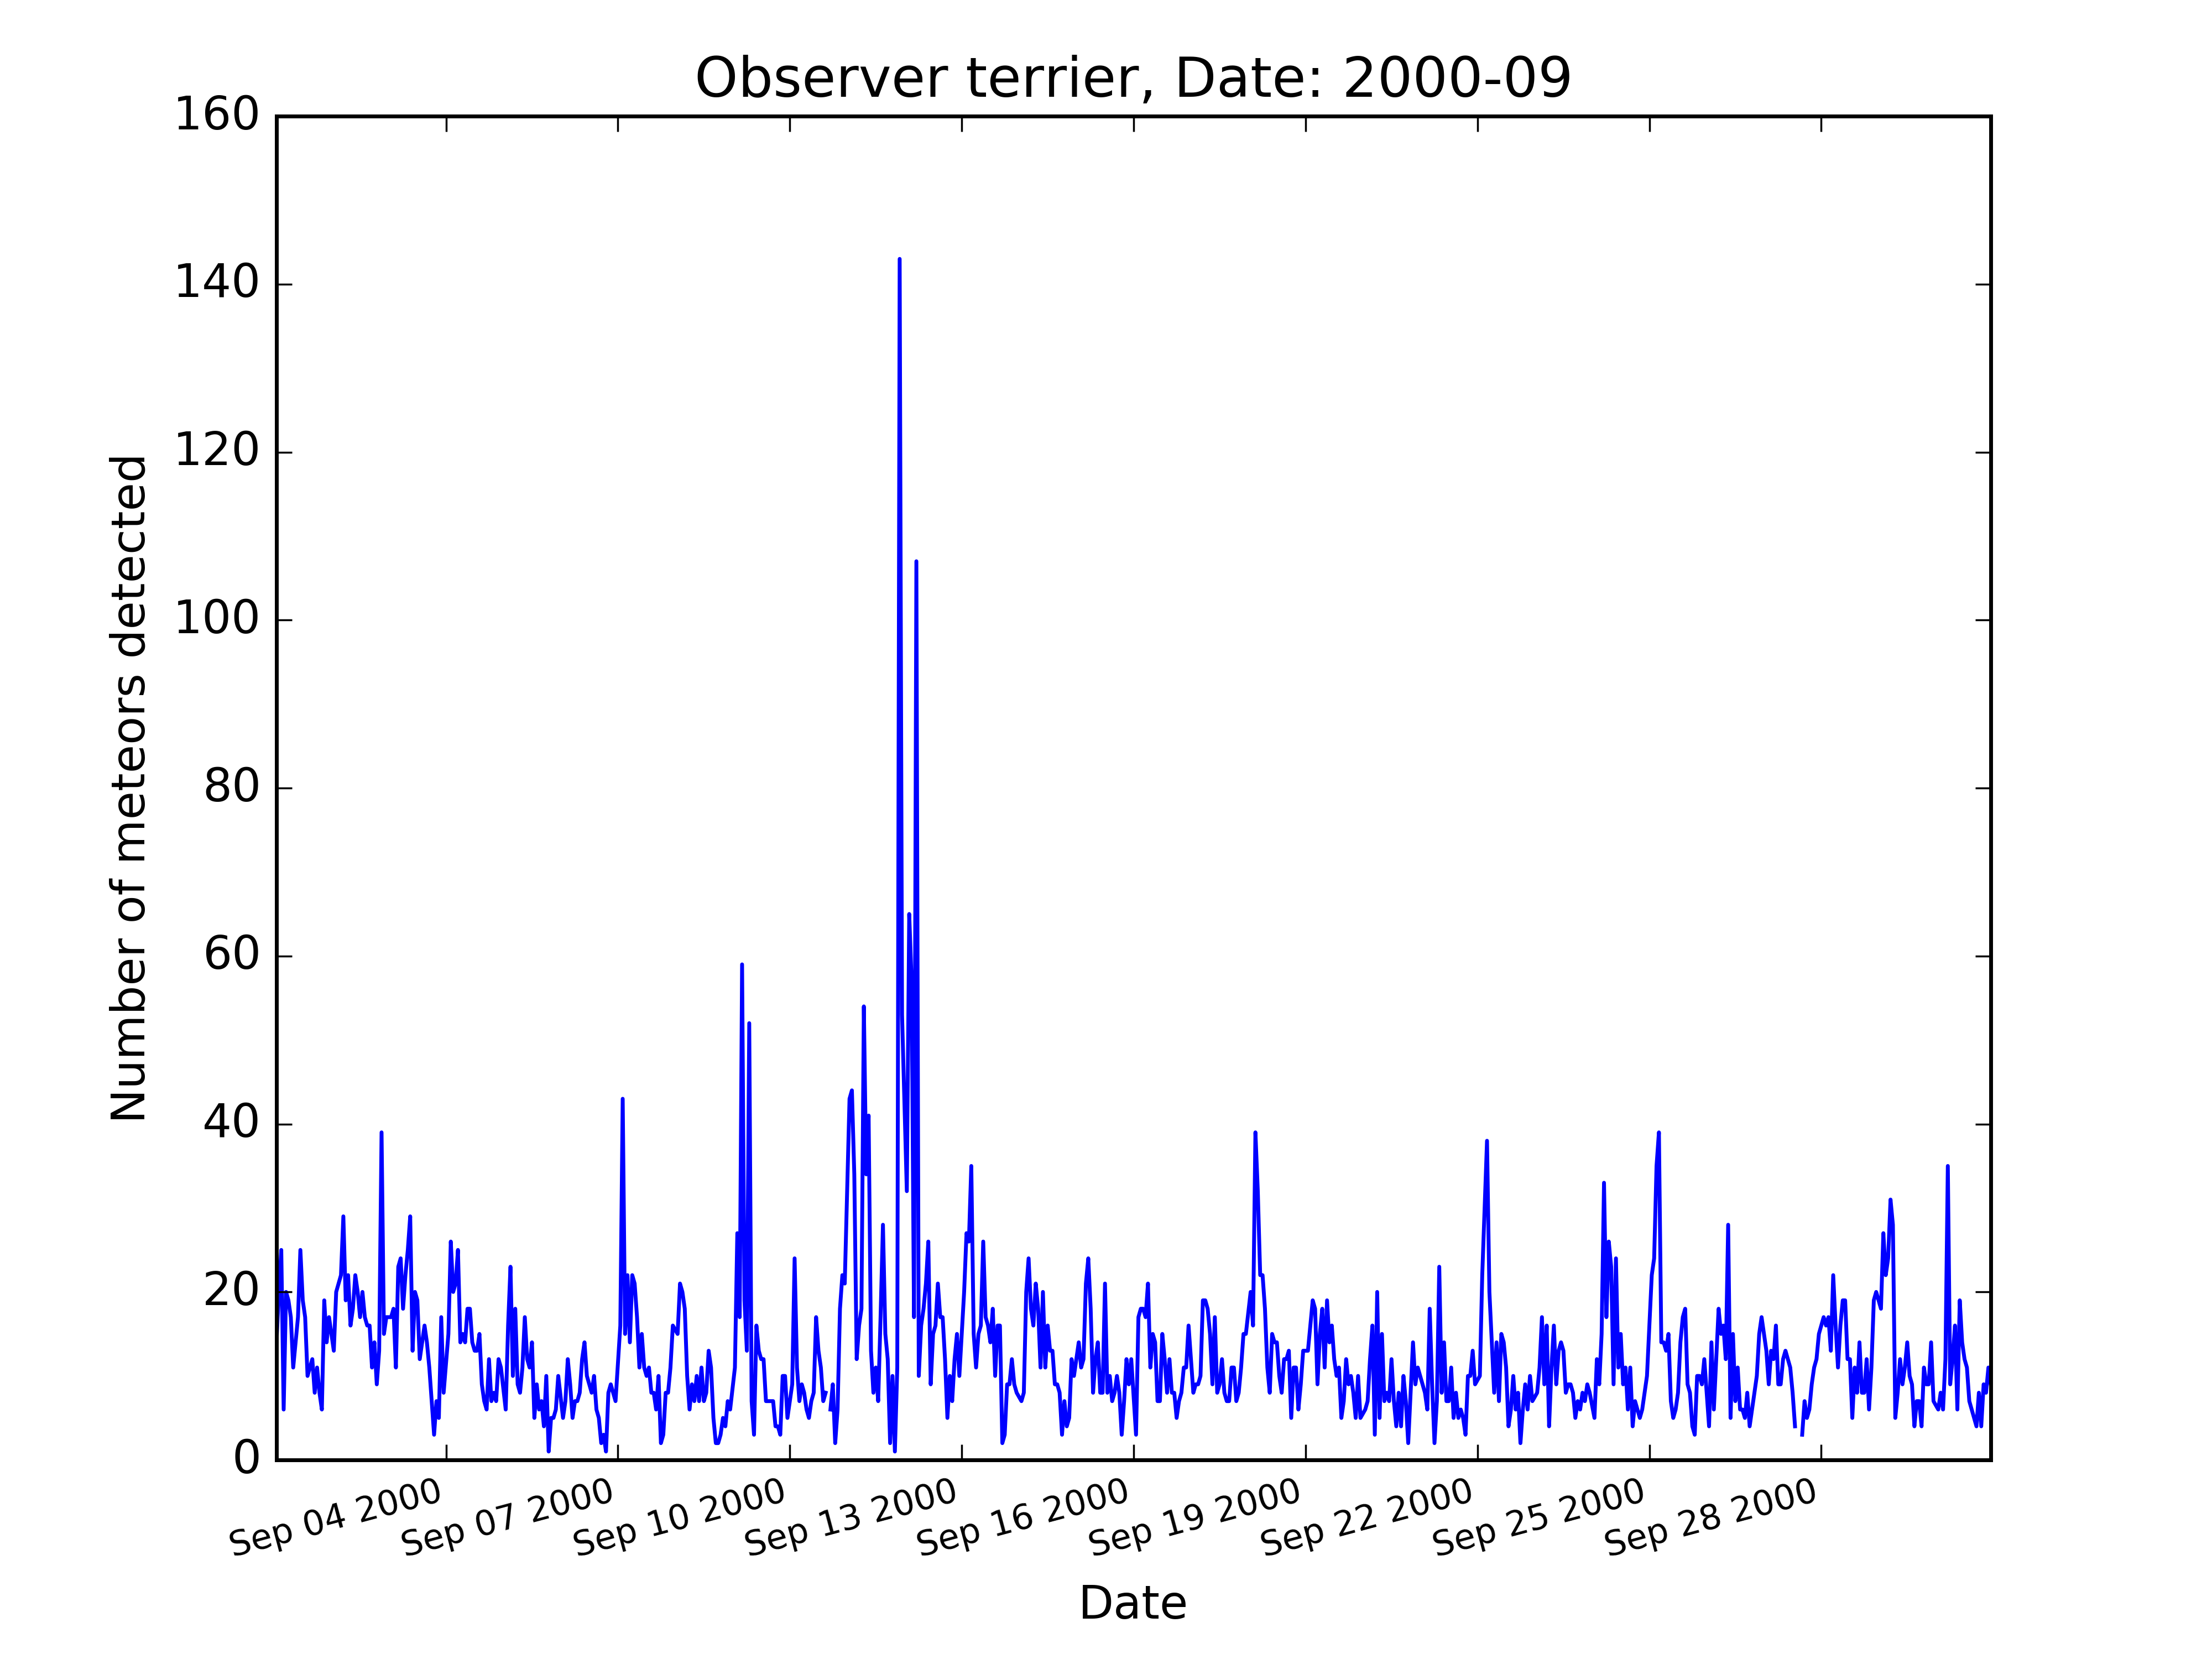 Observer terrier, Date: 2000-09
160
140
120
100
80
60
40
20
0
Number of meteors detected
Sep 04 2000
Sep 07 2000
Sep 10 2000
Sep 13 2000
Sep 16 2000
Sep 19 2000
Sep 22 2000
Sep 25 2000
Sep 28 2000
Date